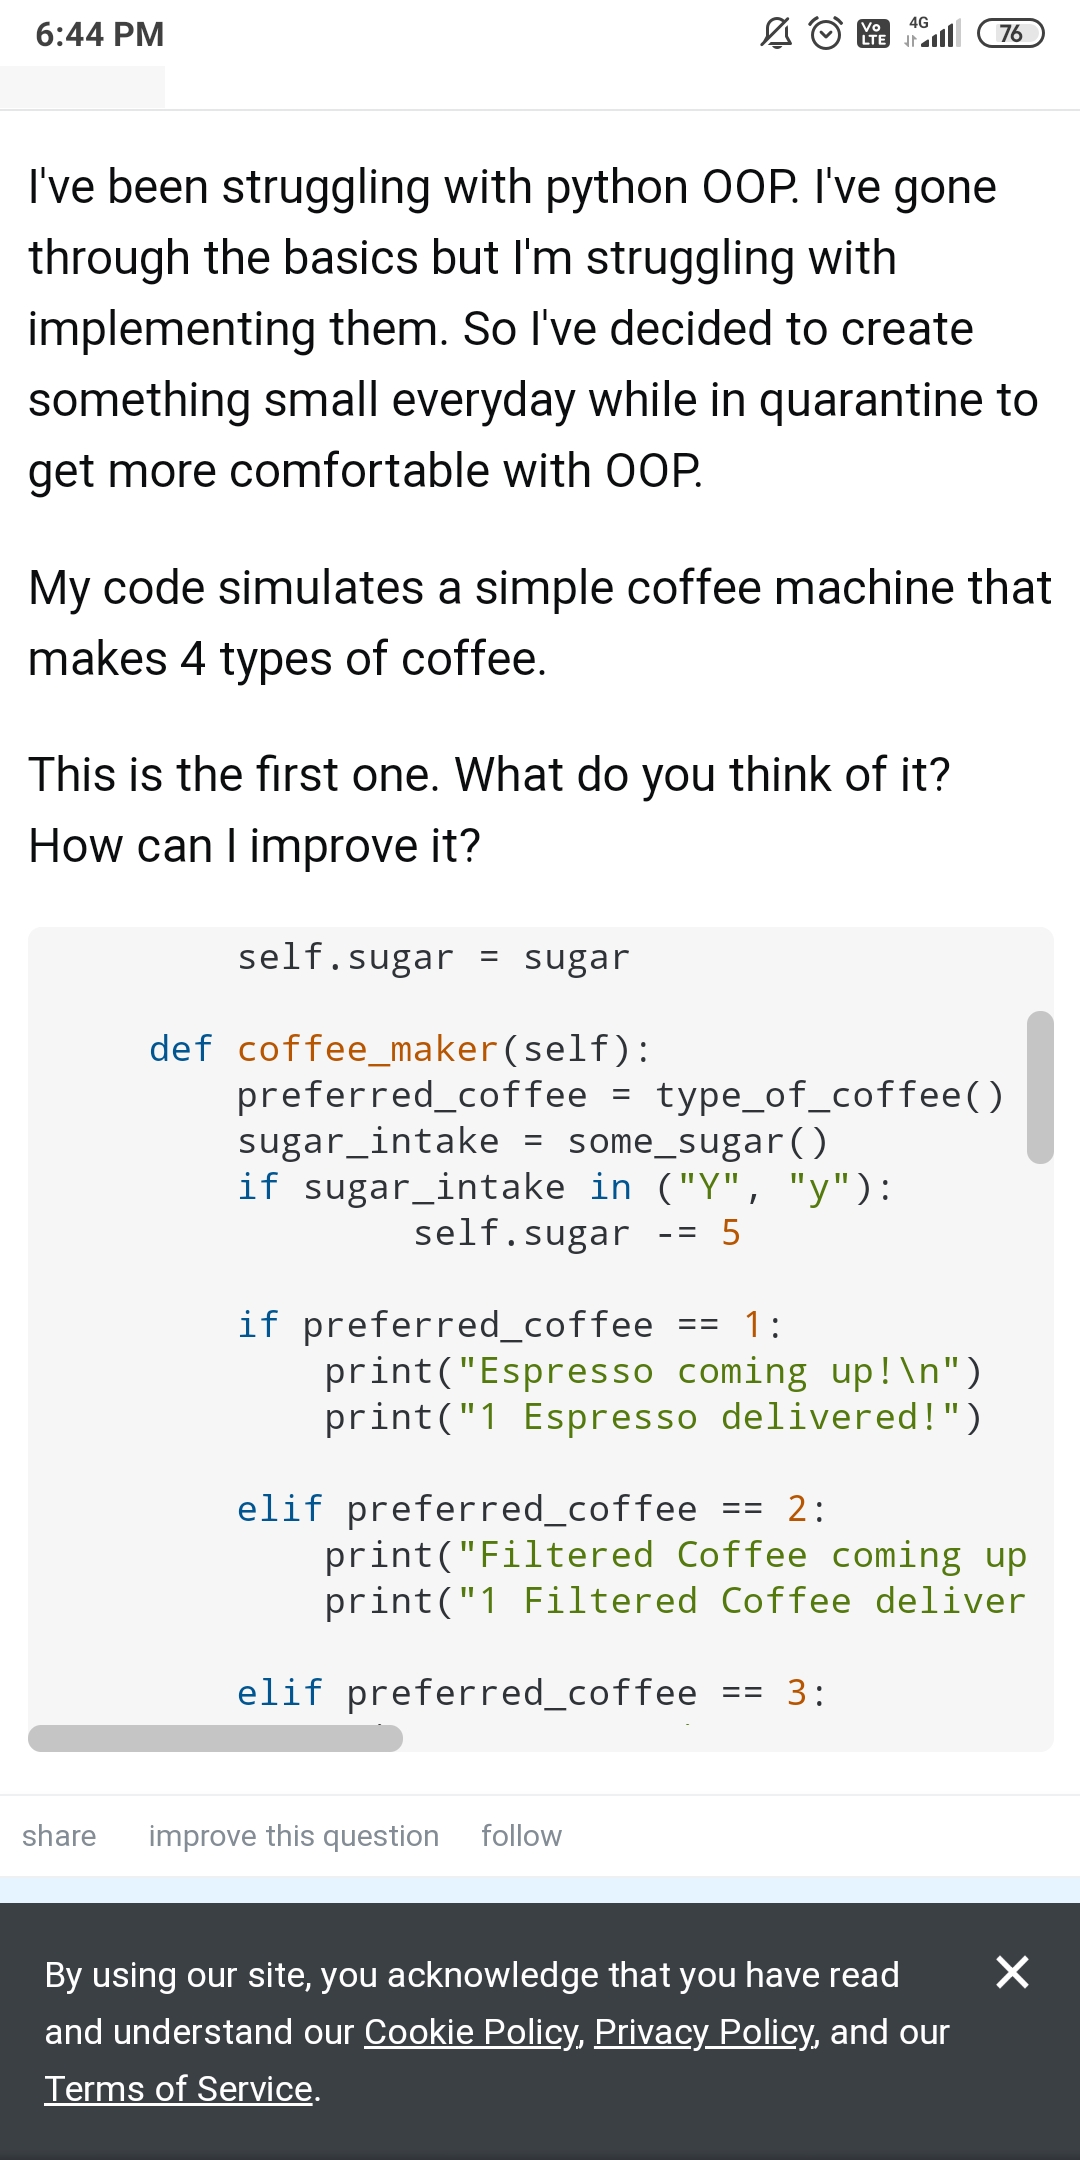 6:44 PM
Vo LTE 4G 76
I've been struggling with python OOP. I've gone
through the basics but I'm struggling with
implementing them. So I've decided to create
something small everyday while in quarantine to
get more comfortable with OOP.
My code simulates a simple coffee machine that
makes 4 types of coffee.
This is the first one. What do you think of it?
How can I improve it?
self.sugar = sugar
def coffee_maker(self):
preferred_coffee = type_of_coffee()
sugar_intake = some_sugar()
if sugar_intake in ("Y", "y"):
self.sugar -= 5
if preferred_coffee == 1:
print("Espresso coming up!\n")
print("1 Espresso delivered!")
elif preferred_coffee == 2:
print("Filtered Coffee coming up
print("1 Filtered Coffee deliver
elif preferred_coffee == 3:
share improve this question follow
By using our site, you acknowledge that you have read
and understand our Cookie Policy, Privacy Policy, and our
Terms of Service.